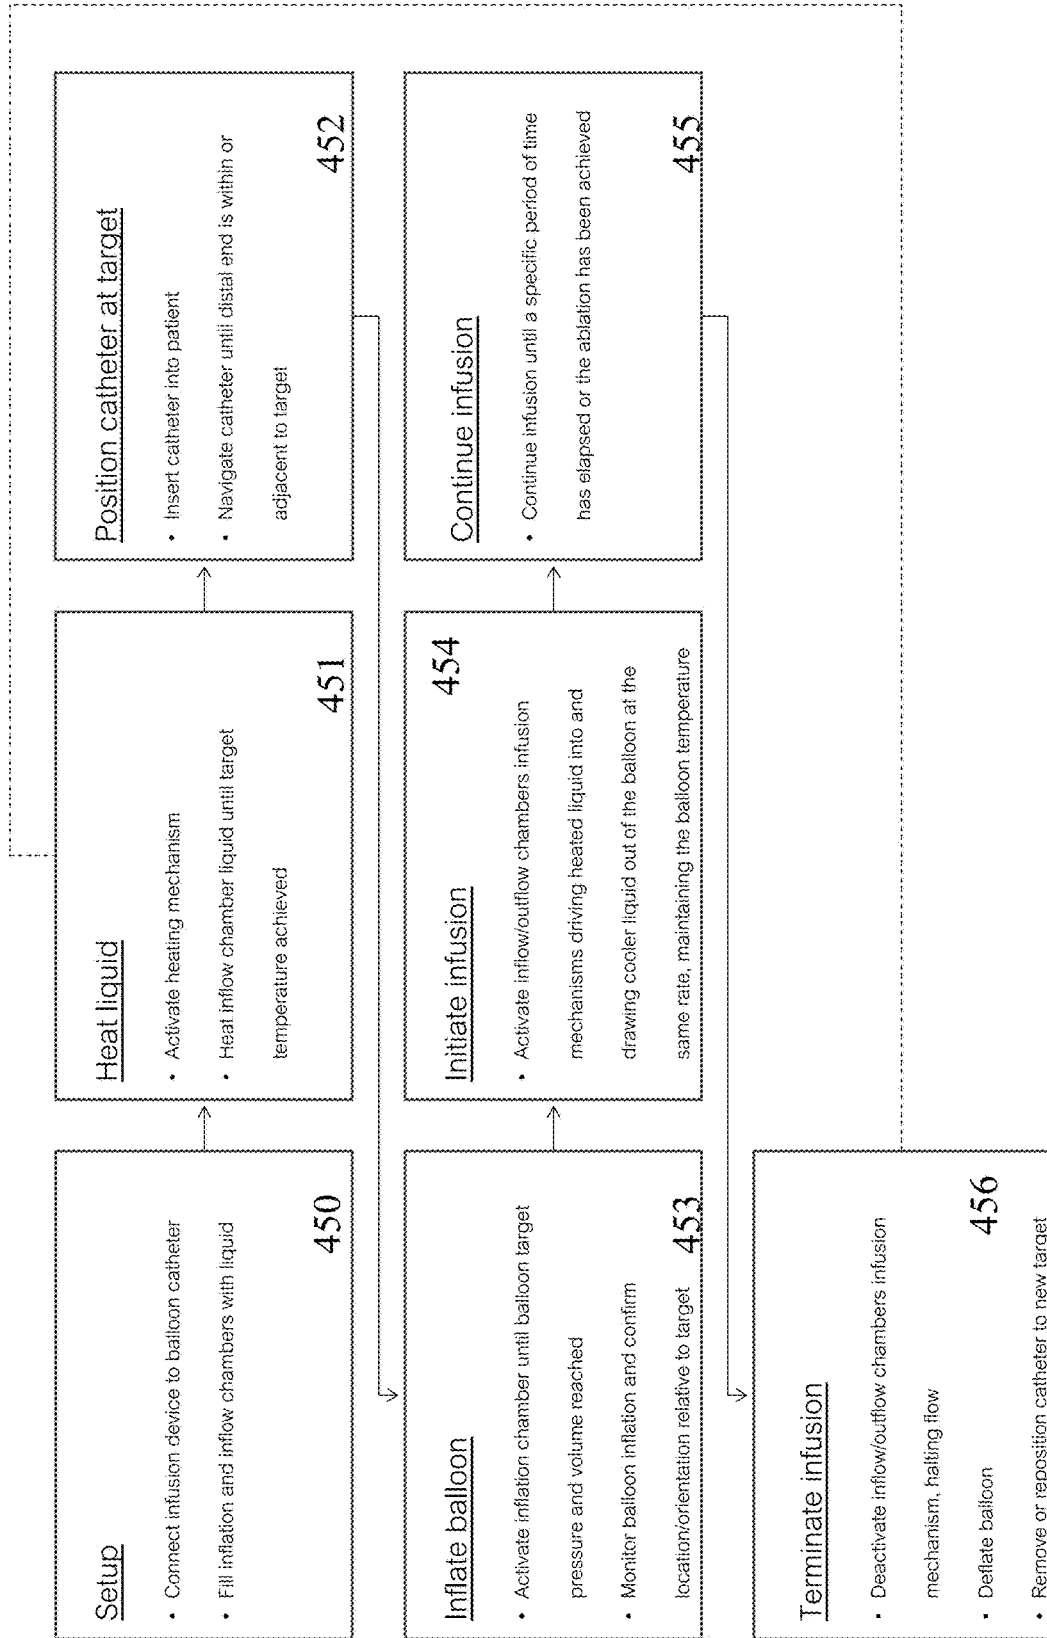 Setup
• Connect infusion device to balloon catheter
• Fill inflation and inflow chambers with liquid
450
Heat liquid
• Activate heating mechanism
• Heat inflow chamber liquid until target
temperature achieved
451
Position catheter at target
• Insert catheter into patient
• Navigate catheter until distal end is within or
adjacent to target
452
Inflate balloon
• Activate inflation chamber until balloon target
pressure and volume reached
• Monitor balloon inflation and confirm
location/orientation relative to target
453
Initiate infusion
454
• Activate inflow/outflow chambers infusion
mechanisms driving heated liquid into and
drawing cooler liquid out of the balloon at the
same rate, maintaining the balloon temperature
Continue infusion
• Continue infusion until a specific period of time
has elapsed or the ablation has been achieved
455
Terminate infusion
• Deactivate inflow/outflow chambers infusion
mechanism, halting flow
• Deflate balloon
456
• Remove or reposition catheter to new target